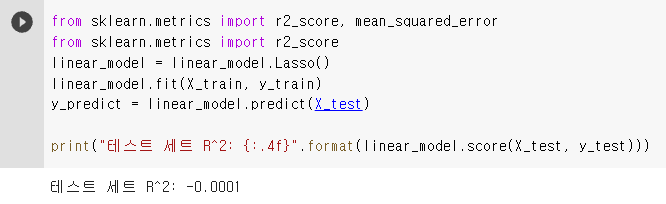 from sklearn.metrics import r2_score, mean_squared_error
from sklearn.metrics import r2_score
linear_model = linear_model.Lasso()
linear_model.fit(X_train, y_train)
y_predict = linear_model.predict(X_test)
print("테스트 세트 R^2: {:.4f}".format(linear_model.score(X_test, y_test)))
테스트 세트 R^2: -0.0001